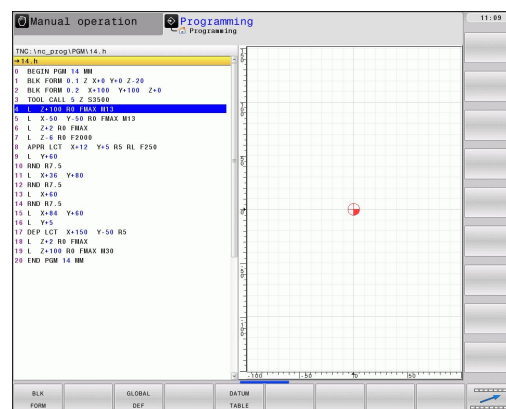 Manual operation
Programming
Programming
11:09
TNC:\nc_prog\PGM\14.h
→14.h
0 BEGIN PGM 14 MM
1 BLK FORM 0.1 Z X+0 Y+0 Z-20
2 BLK FORM 0.2 X+100 Y+100 Z+0
3 TOOL CALL 5 Z S3500
4 L Z+100 R0 FMAX M13
5 L X-50 Y-50 R0 FMAX M13
6 L Z+2 R0 FMAX
7 L Z-6 R0 F2000
8 APPR LCT X+12 Y+5 R5 RL F250
9 L Y+60
10 RND R7.5
11 L X+36 Y+80
12 RND R7.5
13 L X+60
14 RND R7.5
15 L X+84 Y+60
16 L Y+5
17 DEP LCT X+150 Y-50 R5
18 L Z+2 R0 FMAX
19 L Z+100 R0 FMAX M30
20 END PGM 14 MM
-100 -50 50
BLK FORM
GLOBAL DEF
DATUM TABLE